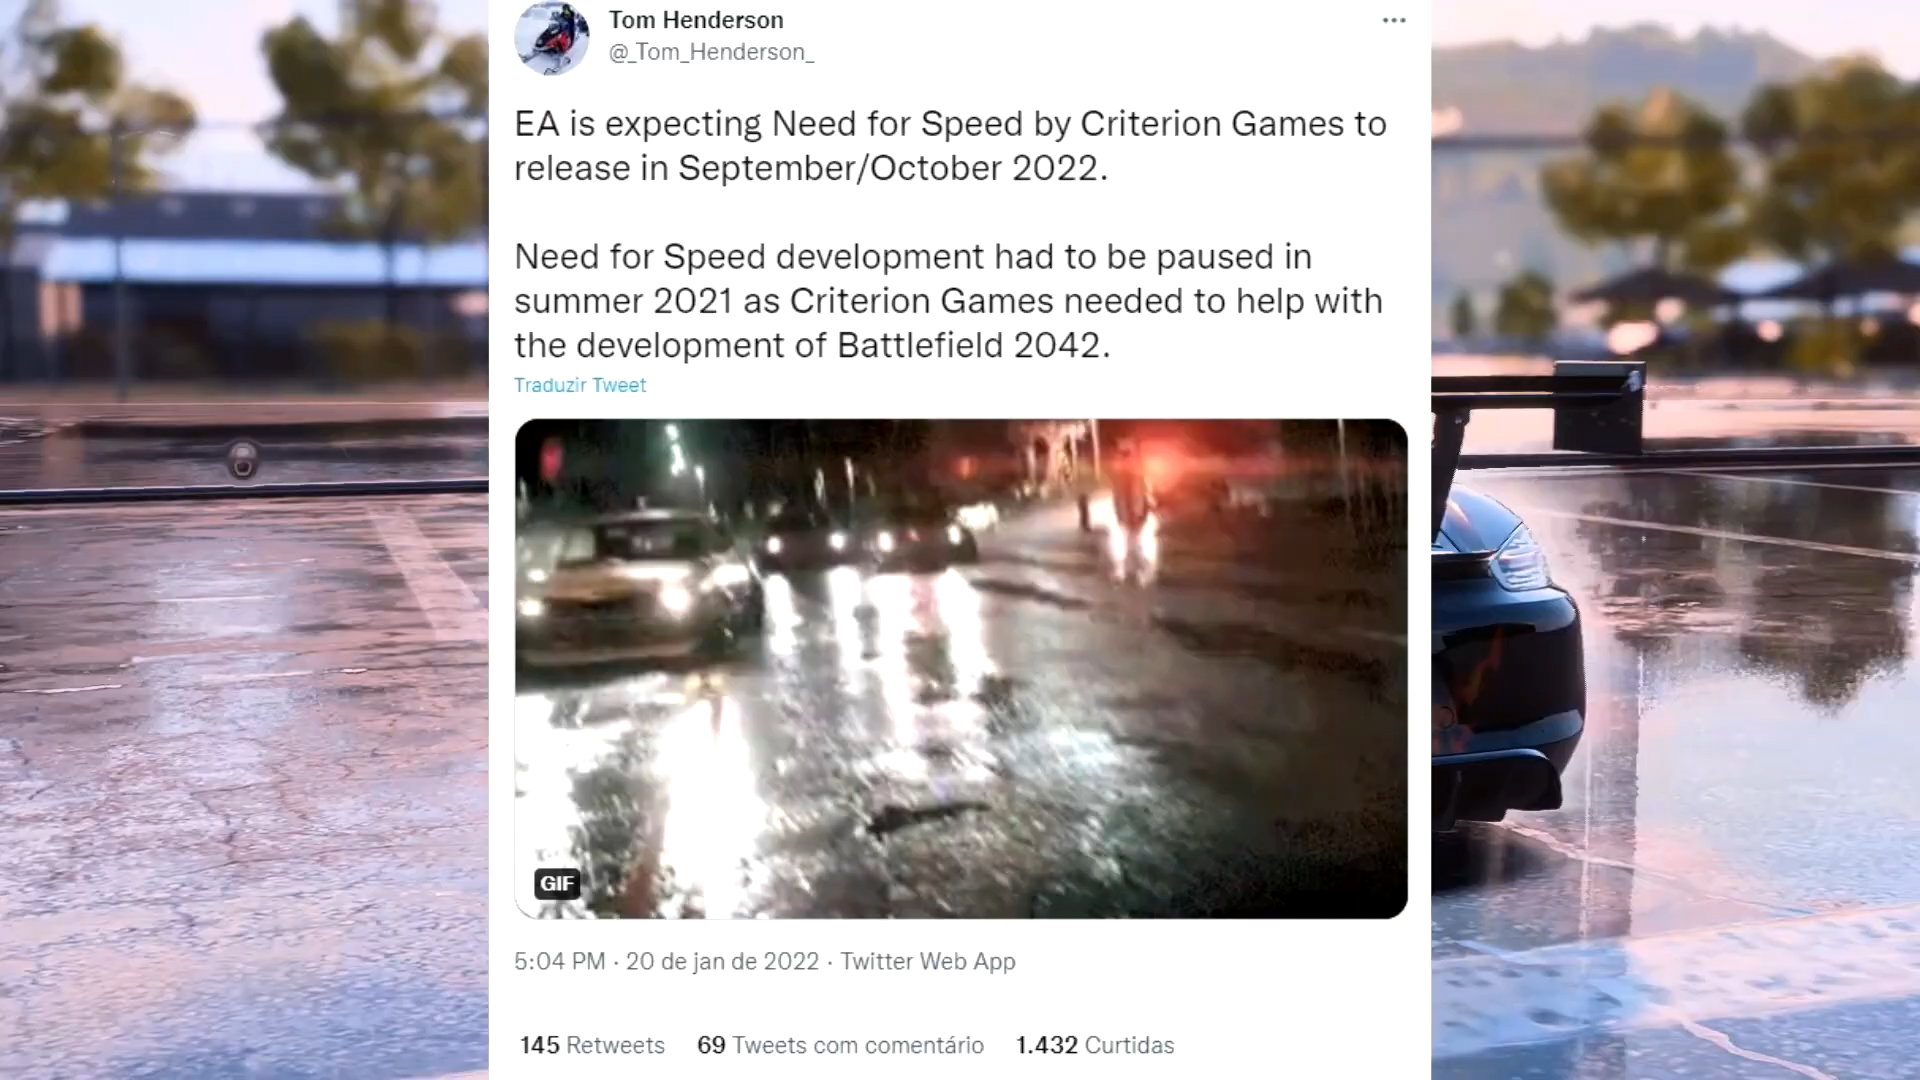 Tom Henderson
@_Tom_Henderson_
EA is expecting Need for Speed by Criterion Games to
release in September/October 2022.
Need for Speed development had to be paused in
summer 2021 as Criterion Games needed to help with
the development of Battlefield 2042.
Traduzir Tweet
GIF
5:04 PM · 20 de jan de 2022 · Twitter Web App
145 Retweets 69 Tweets com comentário 1.432 Curtidas